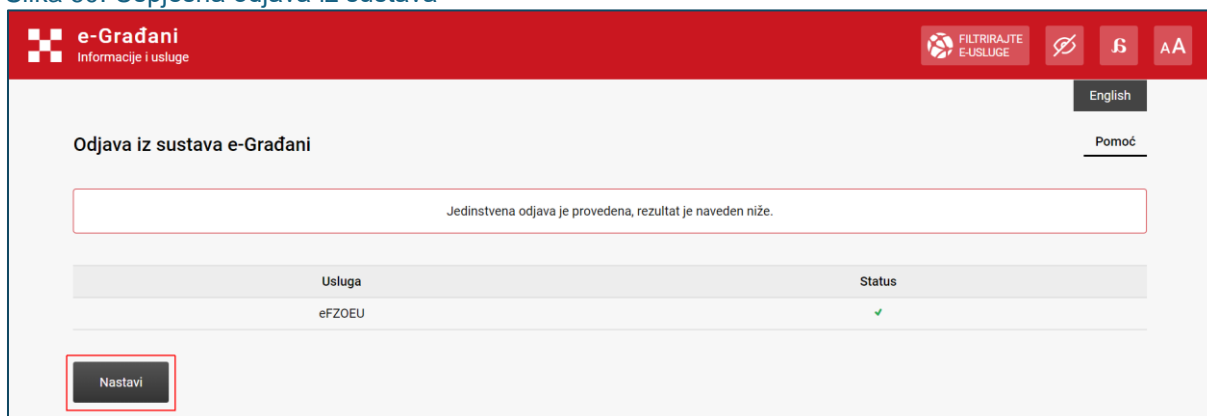 e-Građani
Informacije i usluge
FILTRIRAJTE
E-USLUGE
AA
English
Odjava iz sustava e-Građani
Pomoć
Jedinstvena odjava je provedena, rezultat je naveden niže.
Usluga Status
eFZOEU
Nastavi